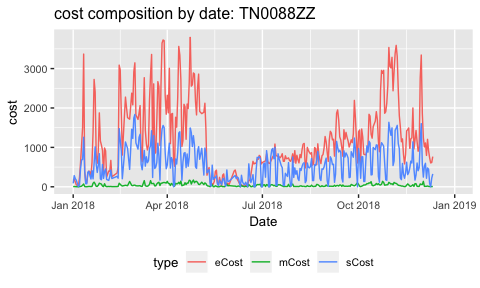 cost composition by date: TN0088ZZ
cost
3000
2000
1000
0
Jan 2018 Apr 2018 Jul 2018 Oct 2018 Jan 2019
Date
type eCost mCost sCost